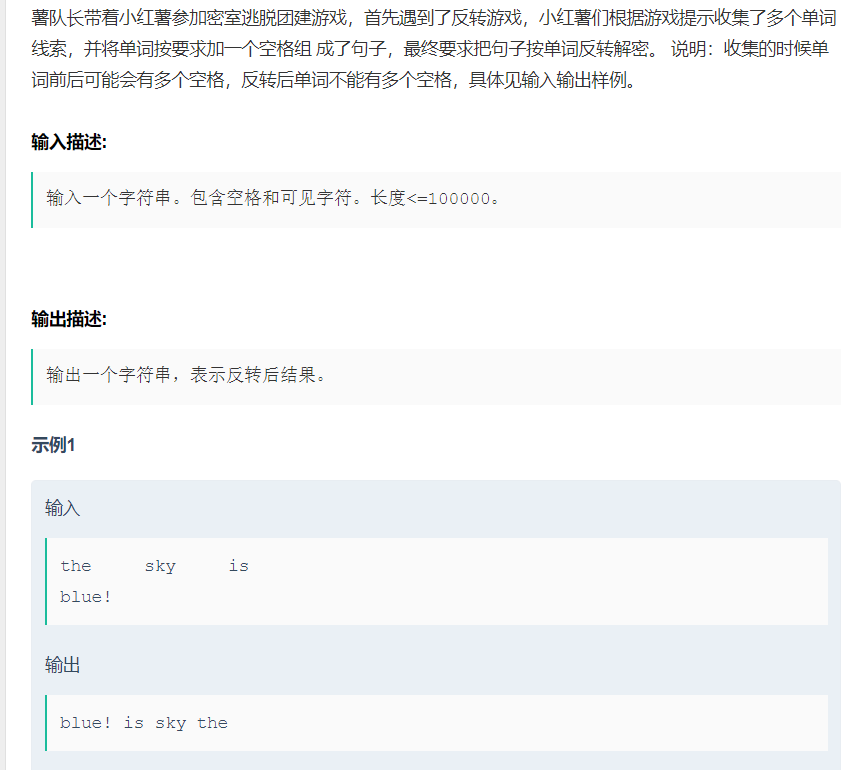 薯队长带着小红薯参加密室逃脱团建游戏，首先遇到了反转游戏，小红薯们根据游戏提示收集了多个单词
线索，并将单词按要求加一个空格组 成了句子，最终要求把句子按单词反转解密。 说明：收集的时候单
词前后可能会有多个空格，反转后单词不能有多个空格，具体见输入输出样例。
输入描述:
输入一个字符串。包含空格和可见字符。长度<=100000。
输出描述:
输出一个字符串，表示反转后结果。
示例1
输入
the     sky     is
blue!
输出
blue! is sky the